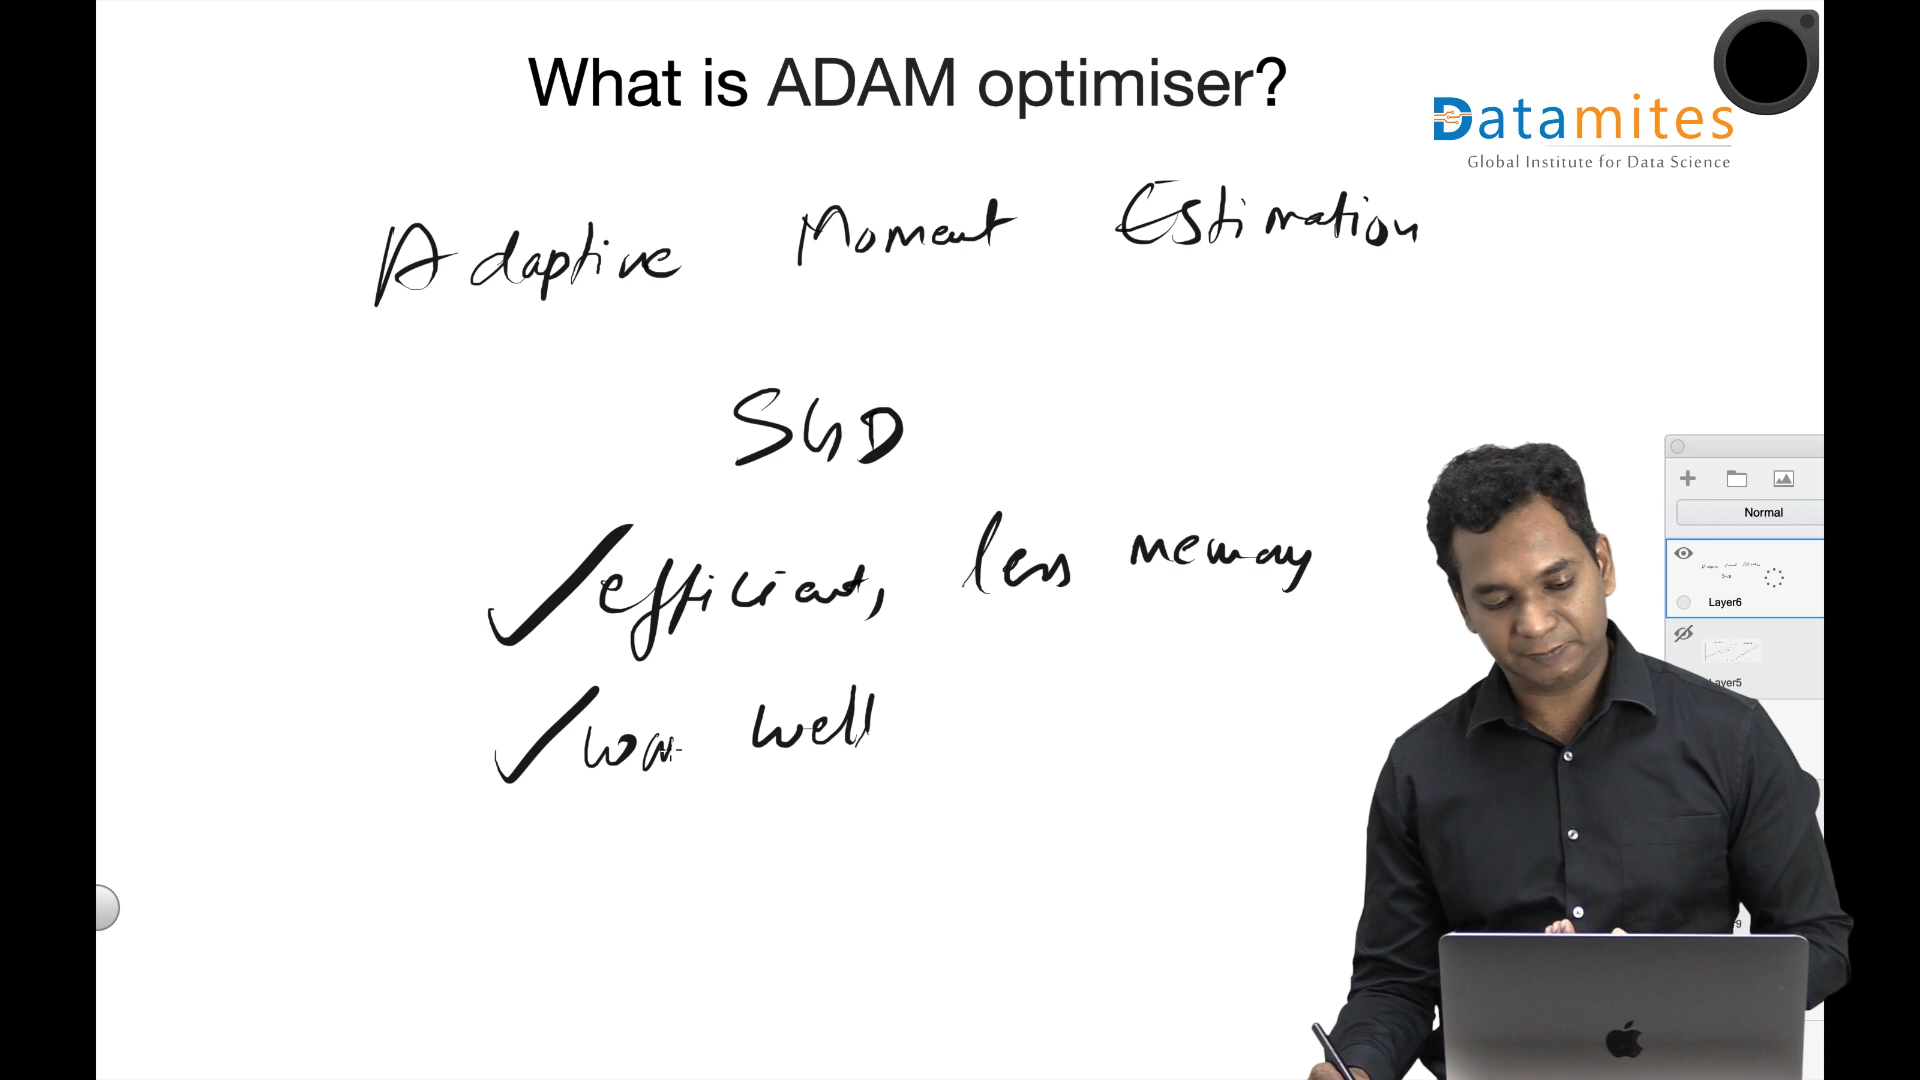 What is ADAM optimiser?
Datamites
Global Institute for Data Science
Adaptive Moment Estimation
SGD
efficient, less memory
well
Normal
Layer6
Layer5